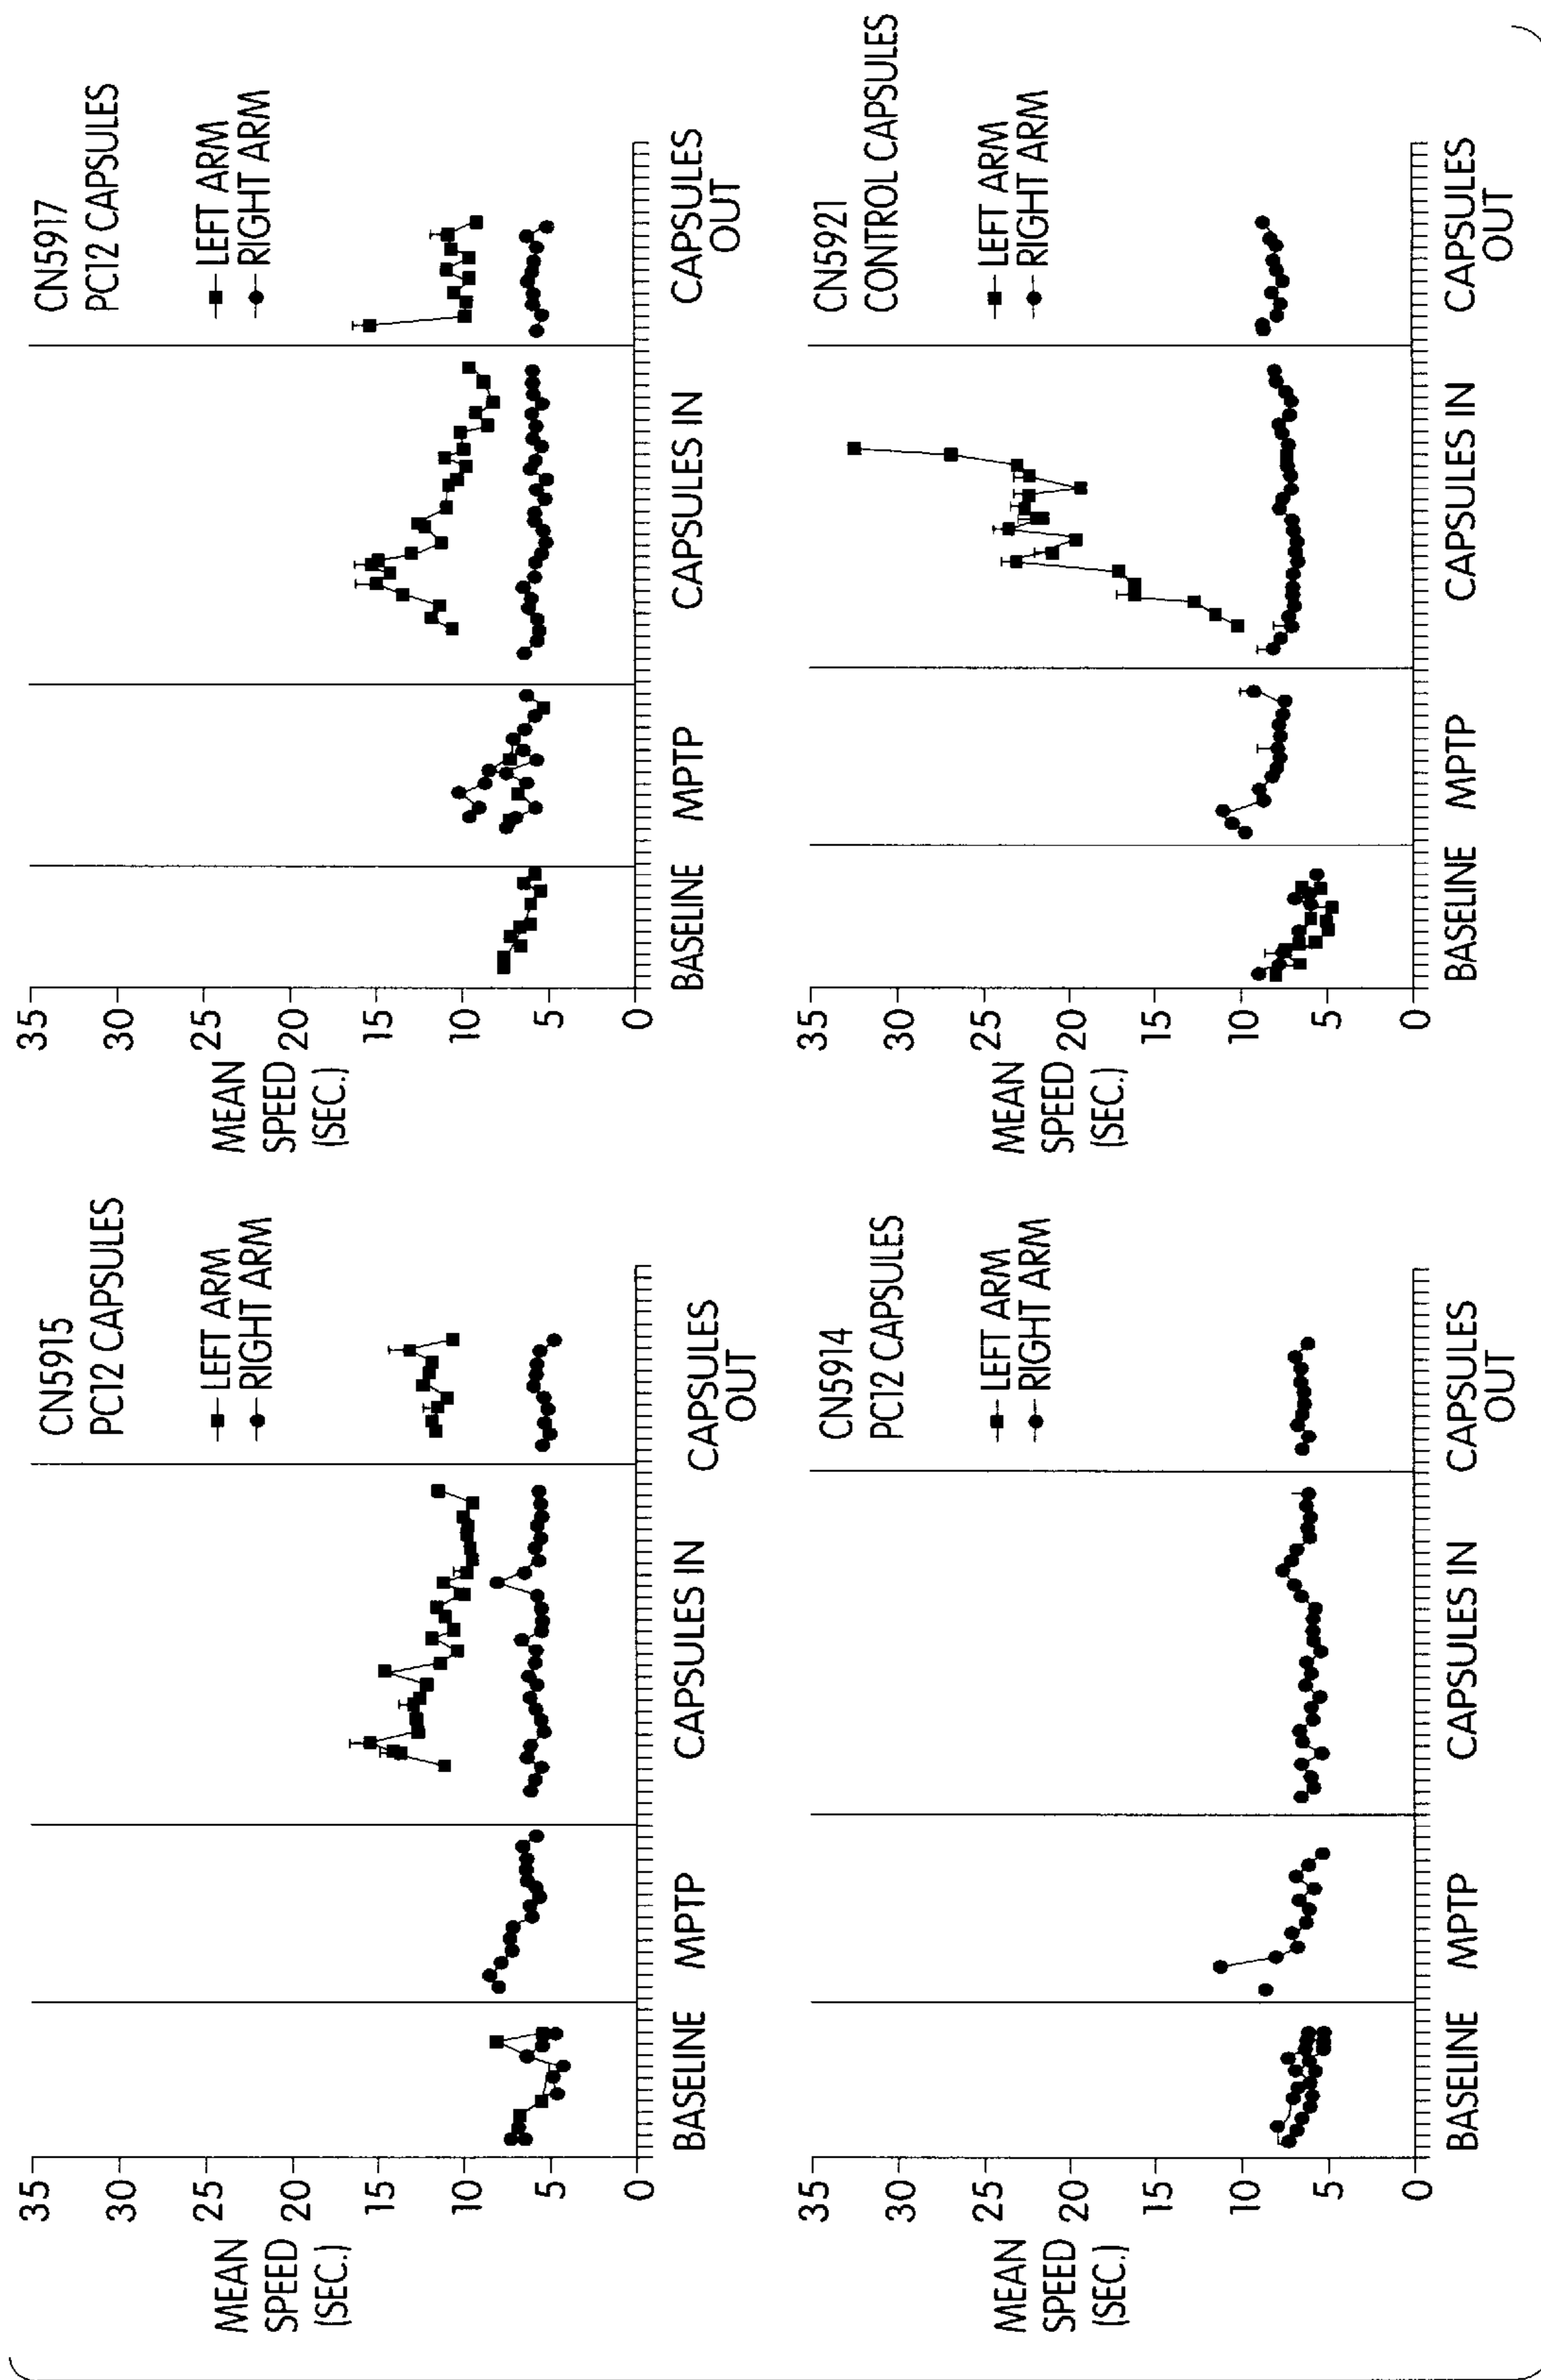 CN5915
PC12 CAPSULES
LEFT ARM
RIGHT ARM
MEAN
SPEED
(SEC.)
35
30
25
20
15
10
5
0
BASELINE MPTP CAPSULES IN CAPSULES
OUT
CN5917
PC12 CAPSULES
LEFT ARM
RIGHT ARM
MEAN
SPEED
(SEC.)
35
30
25
20
15
10
5
0
BASELINE MPTP CAPSULES IN CAPSULES
OUT
CN5914
PC12 CAPSULES
LEFT ARM
RIGHT ARM
MEAN
SPEED
(SEC.)
35
30
25
20
15
10
5
0
BASELINE MPTP CAPSULES IN CAPSULES
OUT
CN5921
CONTROL CAPSULES
LEFT ARM
RIGHT ARM
MEAN
SPEED
(SEC.)
35
30
25
20
15
10
5
0
BASELINE MPTP CAPSULES IN CAPSULES
OUT